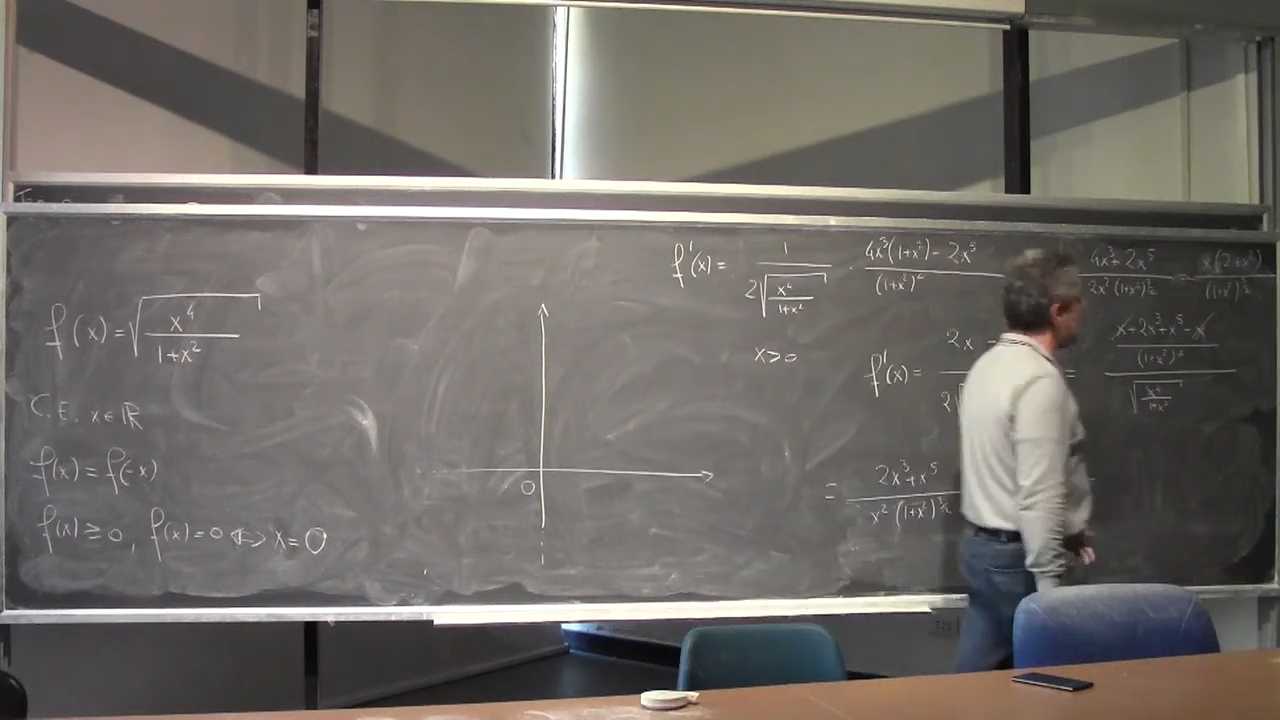 f(x) = √(x⁴/(1+x²))
C.E. x∈ℝ
f(x) = f(-x)
f(x) ≥ 0, f(x) = 0 ⇔ x = 0
0
f'(x) = 1/(2√(x⁴/(1+x²))) · (4x³(1+x²) - 2x⁵)/(1+x²)²
(4x³+2x⁵)/(2x²(1+x²)^(3/2)) = x(2+x²)/(1+x²)^(3/2)
x>0
f'(x) = 2x
2√
= (x+2x³+x⁵-x)/(1+x²)² / √(x⁴/(1+x²))
= (2x³+x⁵)/(x²·(1+x²)^(3/2))